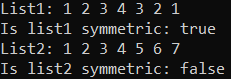 List1: 1 2 3 4 3 2 1
Is list1 symmetric: true
List2: 1 2 3 4 5 6 7
Is list2 symmetric: false